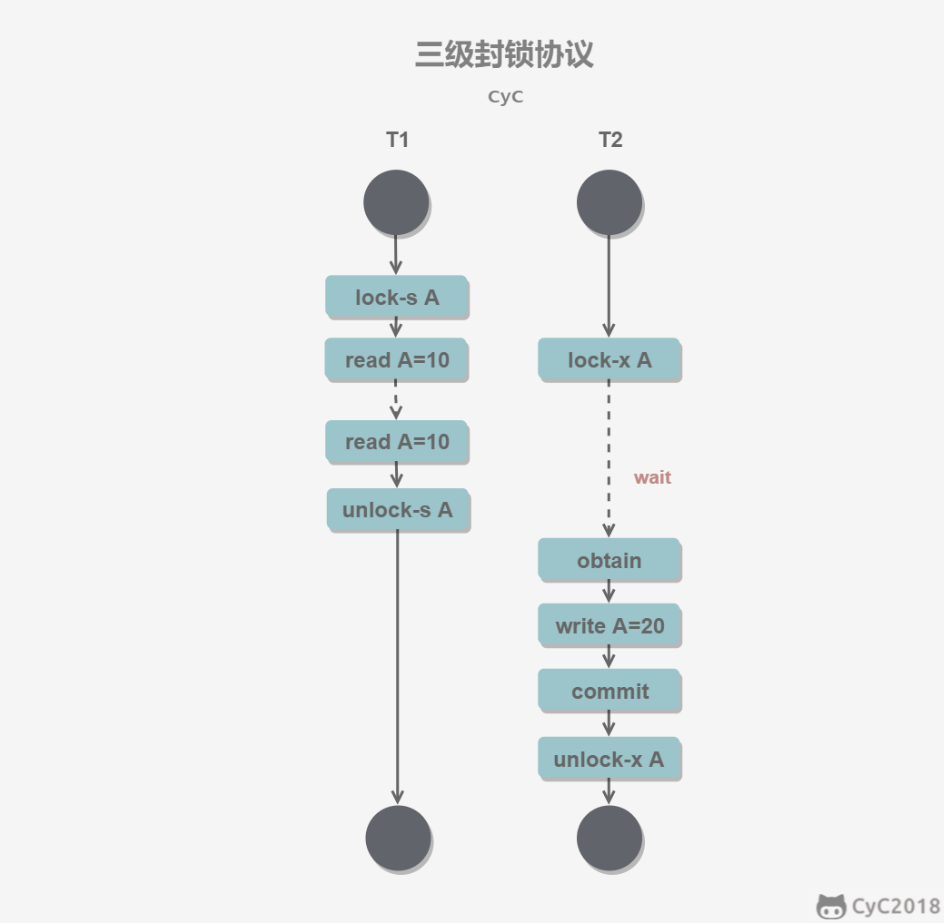 三级封锁协议
CyC
T1
T2
lock-s A
read A=10
lock-x A
read A=10
wait
unlock-s A
obtain
write A=20
commit
unlock-x A
CyC2018